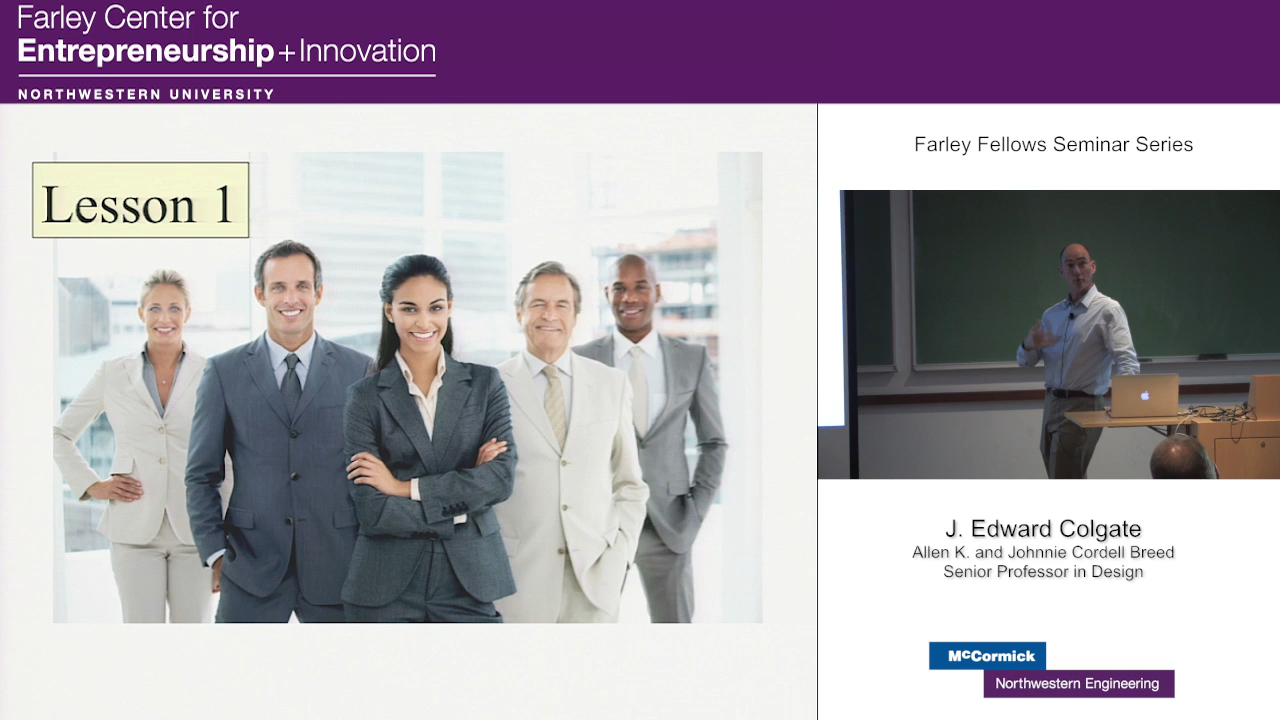 Farley Center for
Entrepreneurship+Innovation
NORTHWESTERN UNIVERSITY
Lesson 1
Farley Fellows Seminar Series
J. Edward Colgate
Allen K. and Johnnie Cordell Breed
Senior Professor in Design
McCormick
Northwestern Engineering